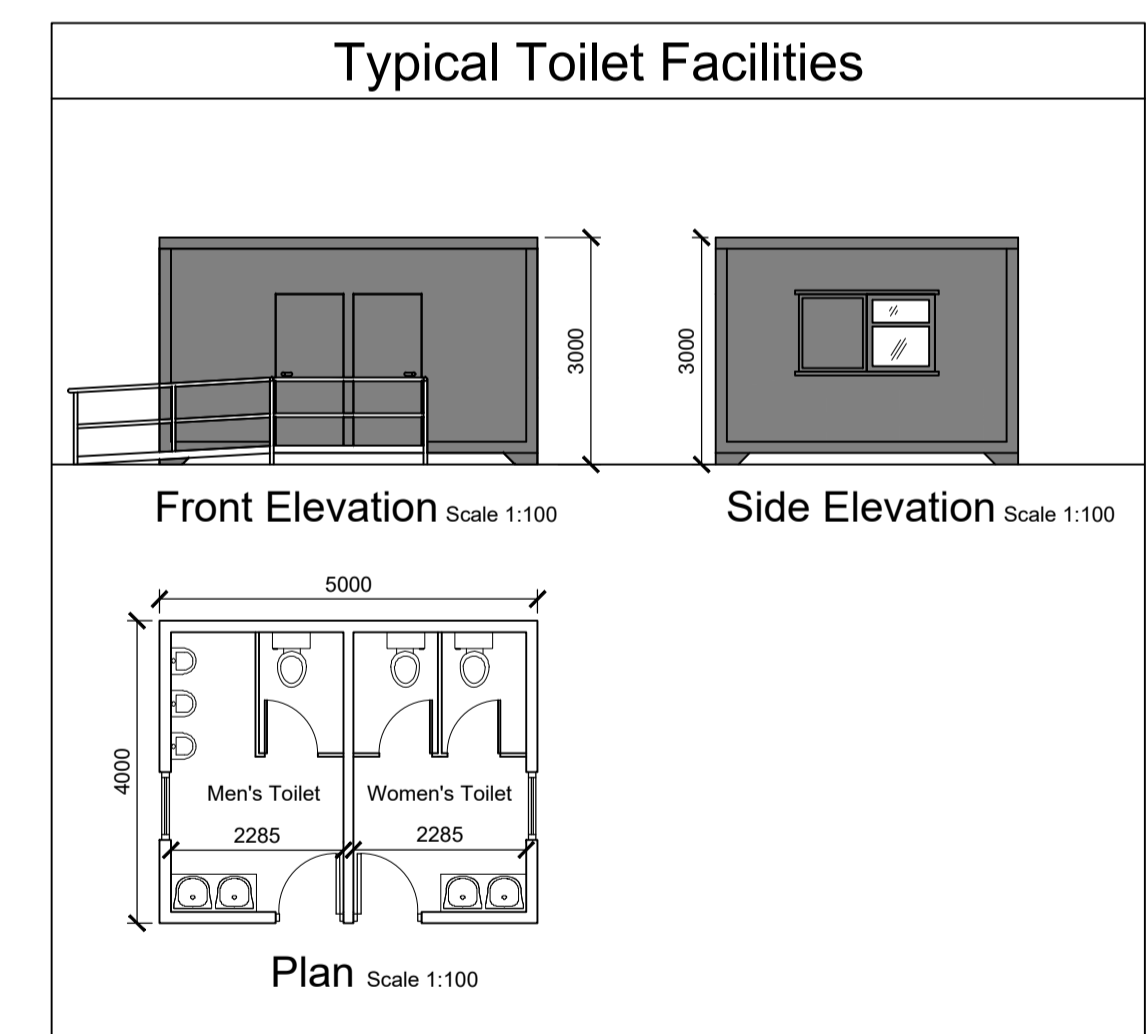 Typical Toilet Facilities
3000
3000
Front Elevation Scale 1:100
Side Elevation Scale 1:100
5000
4000
Men's Toilet
Women's Toilet
2285
2285
Plan Scale 1:100